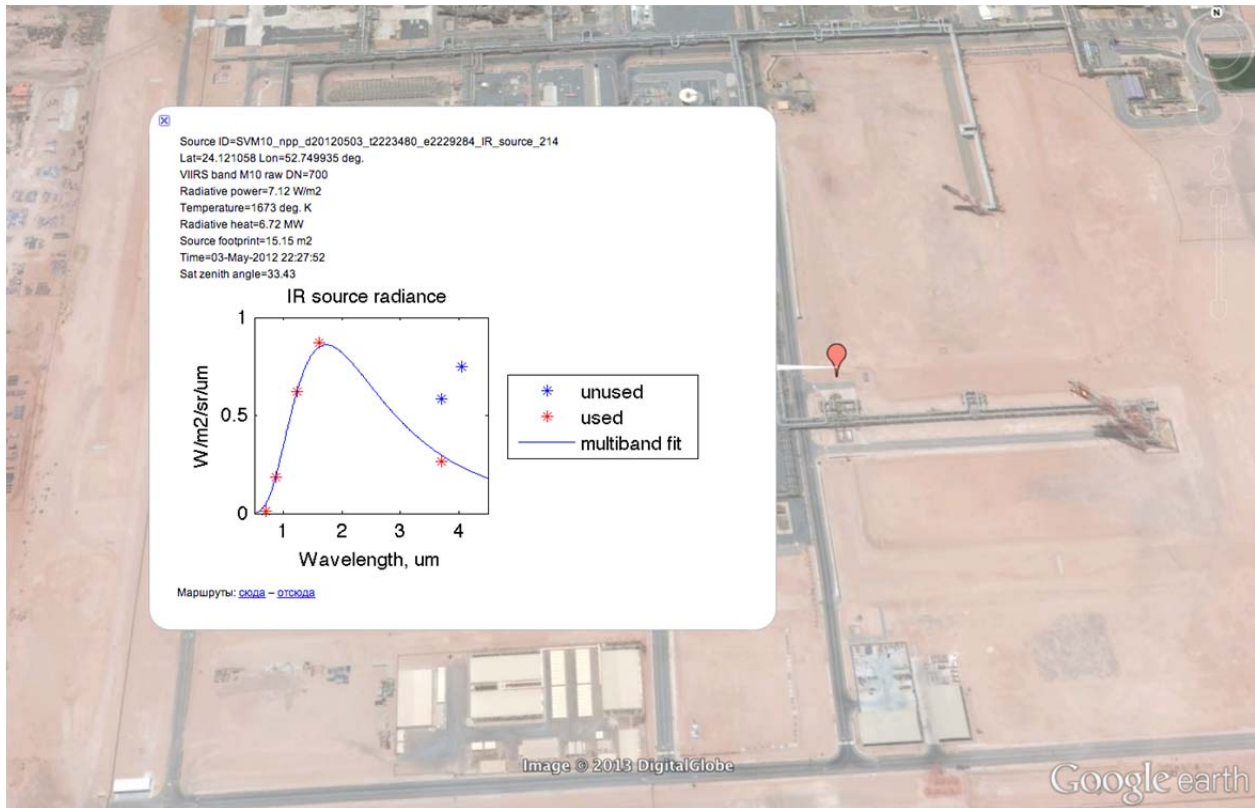 N
Source ID=SVM10_npp_d20120503_t2223480_e2229284_IR_source_214
Lat=24.121058 Lon=52.749935 deg.
VIIRS band M10 raw DN=700
Radiative power=7.12 W/m2
Temperature=1673 deg. K
Radiative heat=6.72 MW
Source footprint=15.15 m2
Time=03-May-2012 22:27:52
Sat zenith angle=33.43
IR source radiance
1
0.5
0
W/m2/sr/um
1 2 3 4
Wavelength, um
unused
used
multiband fit
Маршруты: сюда – отсюда
Image © 2013 DigitalGlobe
Google earth